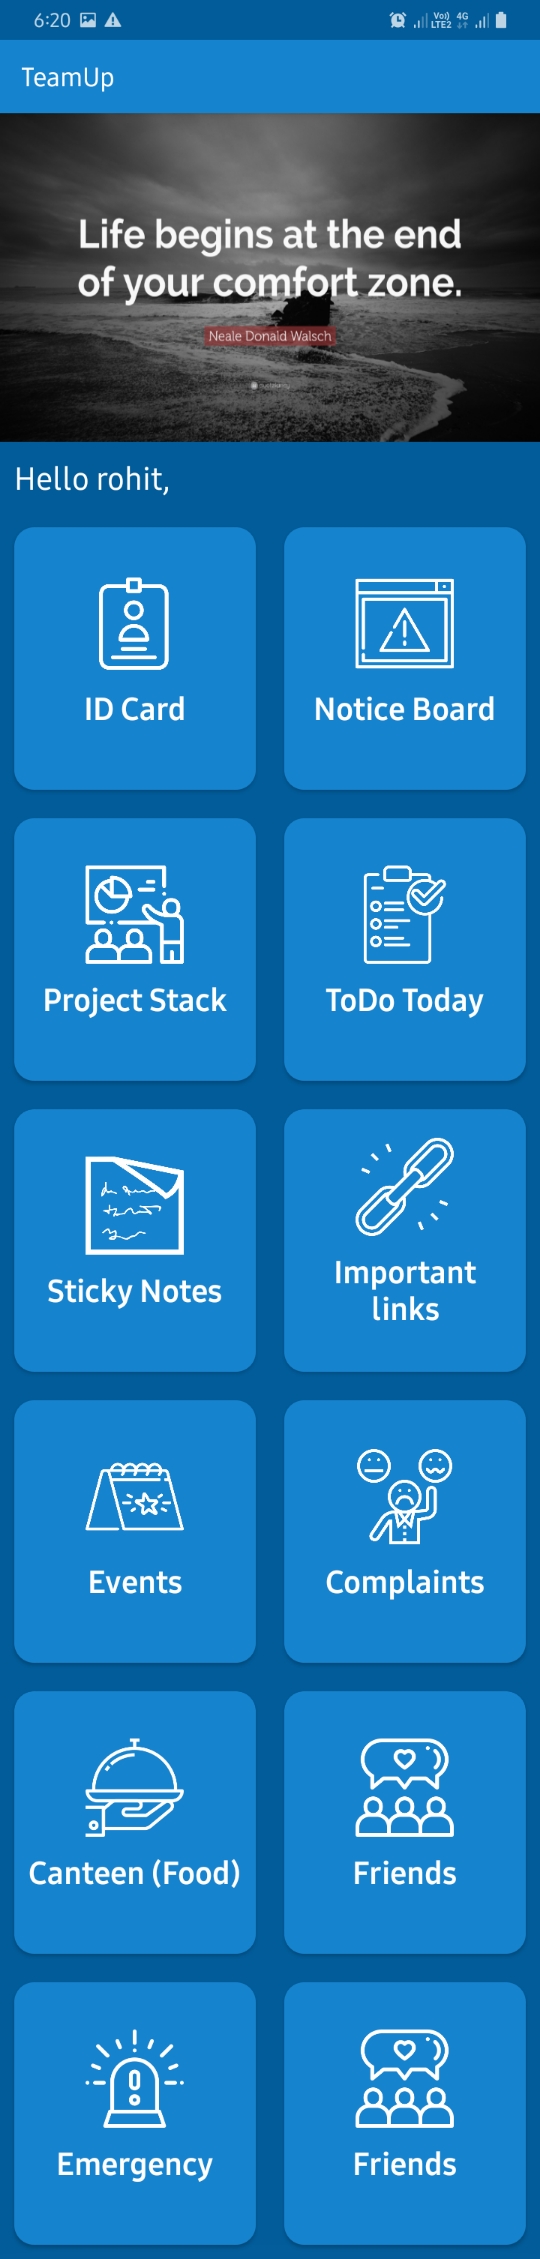 6:20
Vo)) 4G
LTE2
TeamUp
Life begins at the end
of your comfort zone.
Neale Donald Walsch
Hello rohit,
ID Card
Notice Board
Project Stack
ToDo Today
Sticky Notes
Important
links
Events
Complaints
Canteen (Food)
Friends
Emergency
Friends